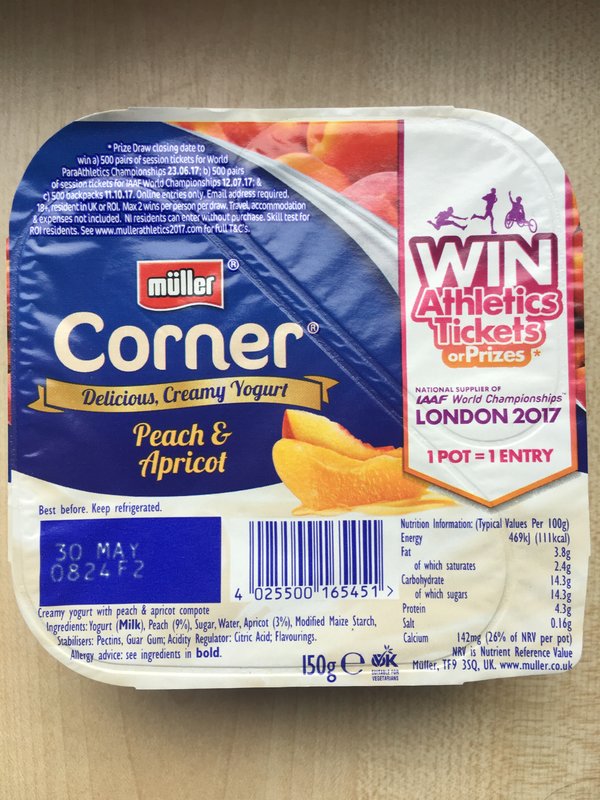 * Prize Draw closing date to
win a) 500 pairs of session tickets for World
ParaAthletics Championships 23.06.17; b) 500 pairs
of session tickets for IAAF World Championships 12.07.17; &
c) 500 backpacks 11.10.17. Online entries only. Email address required.
18+, resident in UK or ROI. Max 2 wins per person per draw. Travel, accommodation
& expenses not included. NI residents can enter without purchase. Skill test for
ROI residents. See www.mullerathletics2017.com for full T&C's.
müller®
Corner®
Delicious, Creamy Yogurt
Peach &
Apricot
WIN
Athletics
Tickets
or Prizes *
NATIONAL SUPPLIER OF
IAAF World Championships™
LONDON 2017
1 POT = 1 ENTRY
Best before. Keep refrigerated.
30 MAY
0824F2
4 025500 165451 >
Creamy yogurt with peach & apricot compote
Ingredients: Yogurt (Milk), Peach (9%), Sugar, Water, Apricot (3%), Modified Maize Starch,
Stabilisers: Pectins, Guar Gum; Acidity Regulator: Citric Acid; Flavourings.
Allergy advice: see ingredients in bold.
150g e
VK
SUITABLE FOR
VEGETARIANS
Nutrition Information: (Typical Values Per 100g)
Energy 469kJ (111kcal)
Fat 3.8g
of which saturates 2.4g
Carbohydrate 14.3g
of which sugars 14.3g
Protein 4.3g
Salt 0.16g
Calcium 142mg (26% of NRV per pot)
NRV is Nutrient Reference Value
Müller, TF9 3SQ, UK. www.muller.co.uk